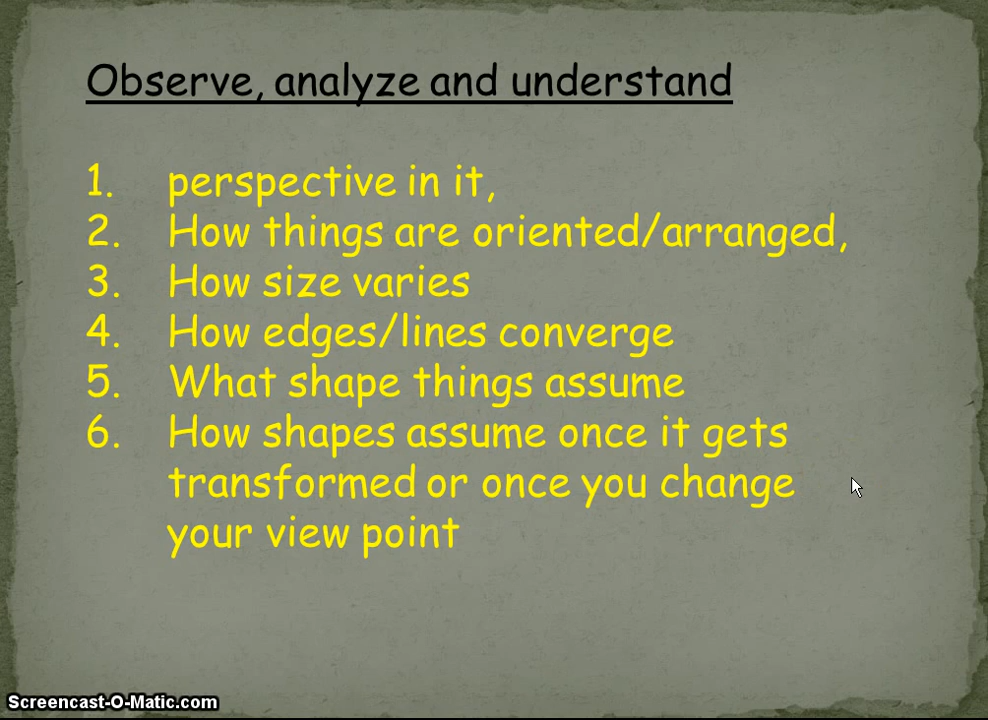 Observe, analyze and understand
1. perspective in it,
2. How things are oriented/arranged,
3. How size varies
4. How edges/lines converge
5. What shape things assume
6. How shapes assume once it gets
transformed or once you change
your view point
Screencast-O-Matic.com